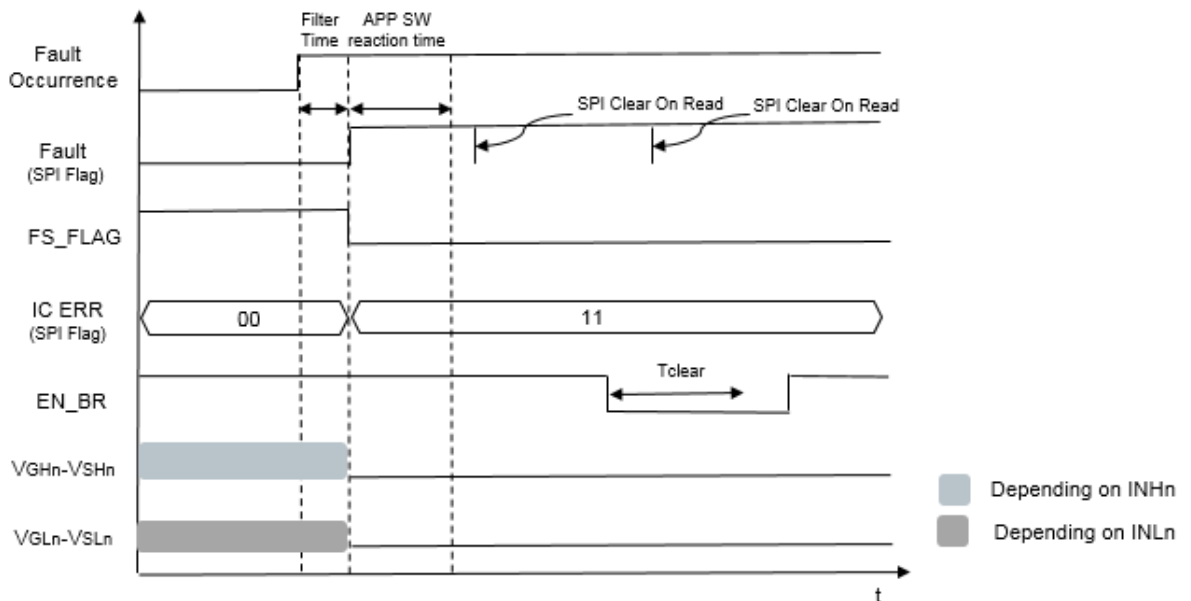 Filter
Time
APP SW
reaction time
Fault
Occurrence
SPI Clear On Read
SPI Clear On Read
Fault
(SPI Flag)
FS_FLAG
IC ERR
(SPI Flag)
00
11
Tclear
EN_BR
VGHn-VSHn
VGLn-VSLn
Depending on INHn
Depending on INLn
t